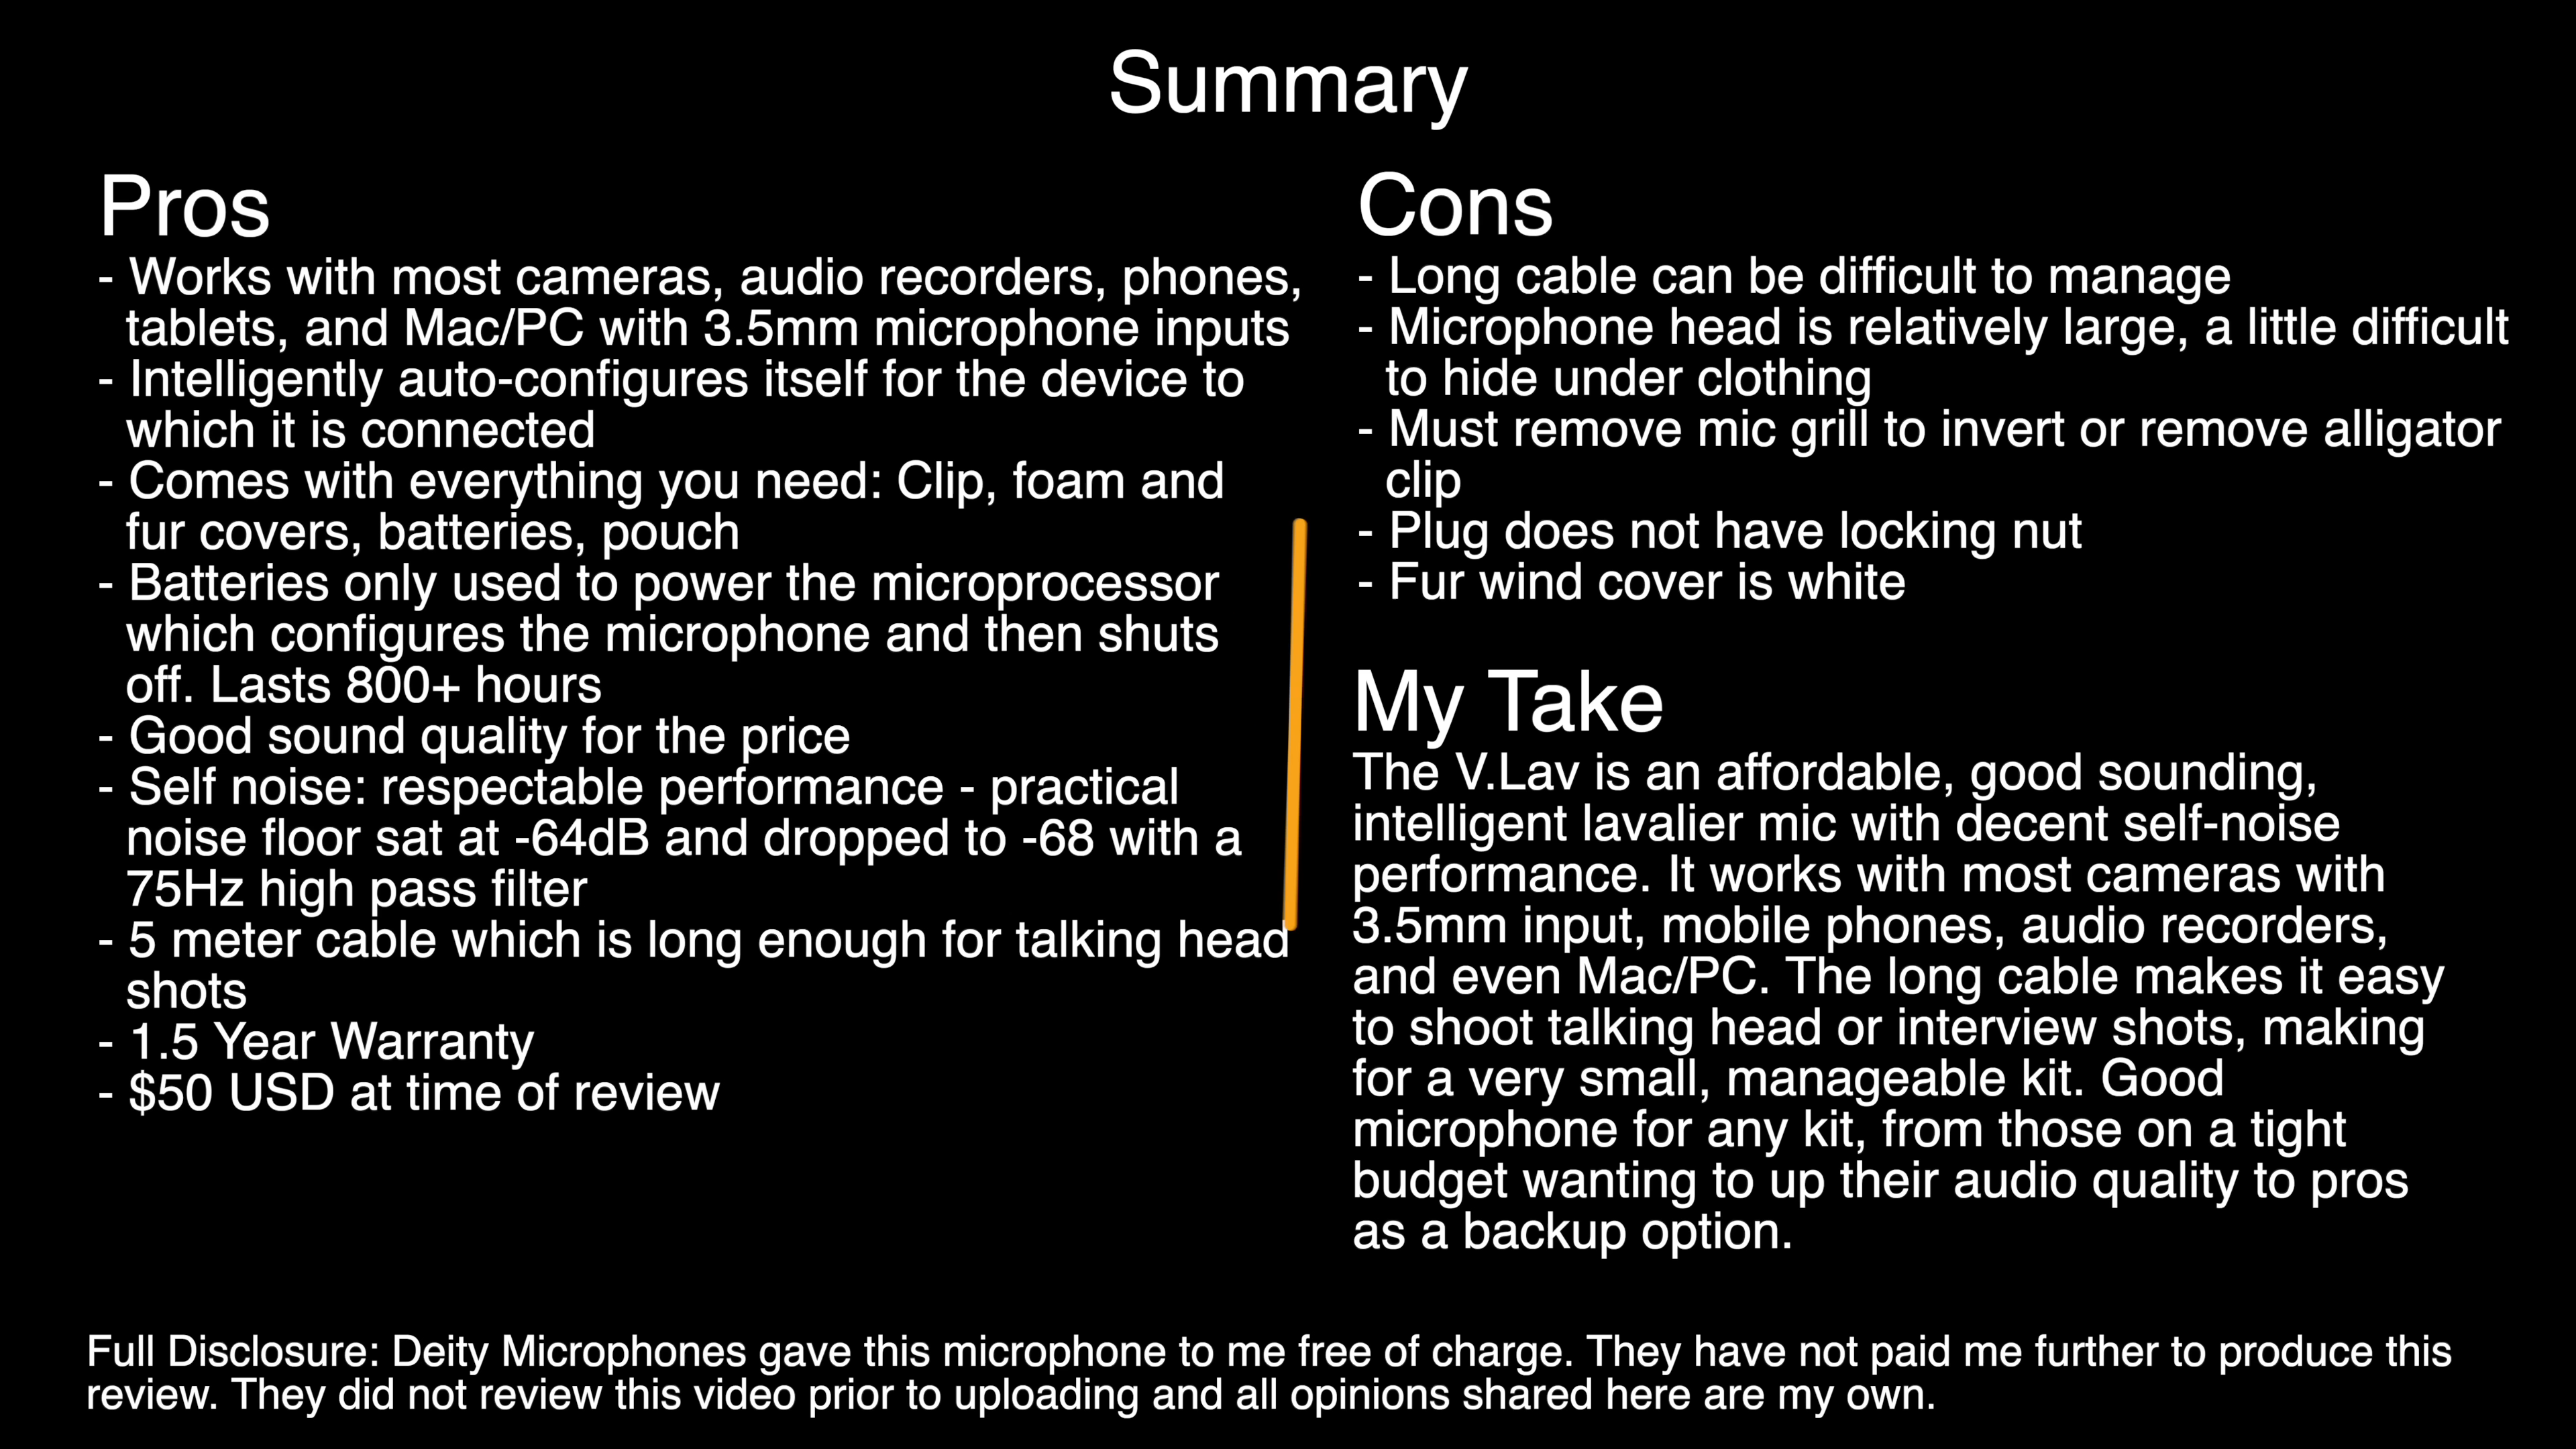 Summary
Pros
- Works with most cameras, audio recorders, phones,
tablets, and Mac/PC with 3.5mm microphone inputs
- Intelligently auto-configures itself for the device to
which it is connected
- Comes with everything you need: Clip, foam and
fur covers, batteries, pouch
- Batteries only used to power the microprocessor
which configures the microphone and then shuts
off. Lasts 800+ hours
- Good sound quality for the price
- Self noise: respectable performance - practical
noise floor sat at -64dB and dropped to -68 with a
75Hz high pass filter
- 5 meter cable which is long enough for talking head
shots
- 1.5 Year Warranty
- $50 USD at time of review
Cons
- Long cable can be difficult to manage
- Microphone head is relatively large, a little difficult
to hide under clothing
- Must remove mic grill to invert or remove alligator
clip
- Plug does not have locking nut
- Fur wind cover is white
My Take
The V.Lav is an affordable, good sounding,
intelligent lavalier mic with decent self-noise
performance. It works with most cameras with
3.5mm input, mobile phones, audio recorders,
and even Mac/PC. The long cable makes it easy
to shoot talking head or interview shots, making
for a very small, manageable kit. Good
microphone for any kit, from those on a tight
budget wanting to up their audio quality to pros
as a backup option.
Full Disclosure: Deity Microphones gave this microphone to me free of charge. They have not paid me further to produce this
review. They did not review this video prior to uploading and all opinions shared here are my own.